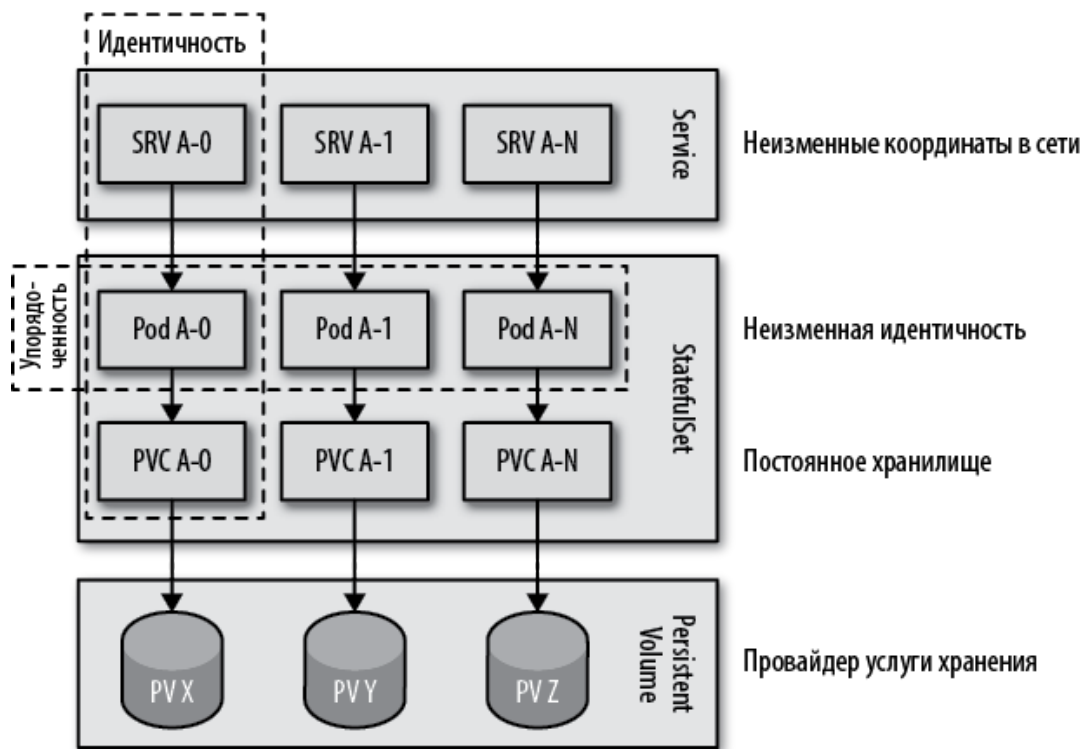 Идентичность
SRV A-0
SRV A-1
SRV A-N
Service
Неизменные координаты в сети
Упорядо-
ченность
Pod A-0
Pod A-1
Pod A-N
StatefulSet
Неизменная идентичность
PVC A-0
PVC A-1
PVC A-N
Постоянное хранилище
PV X
PV Y
PV Z
Persistent
Volume
Провайдер услуги хранения